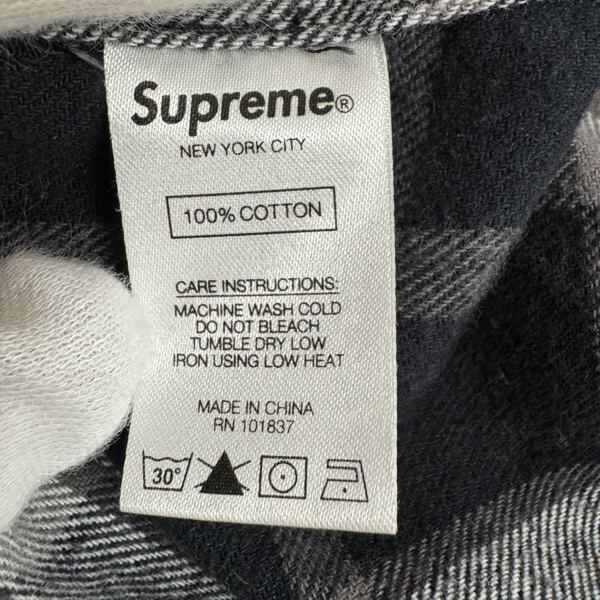 Supreme®
NEW YORK CITY
100% COTTON
CARE INSTRUCTIONS:
MACHINE WASH COLD
DO NOT BLEACH
TUMBLE DRY LOW
IRON USING LOW HEAT
MADE IN CHINA
RN 101837
30°